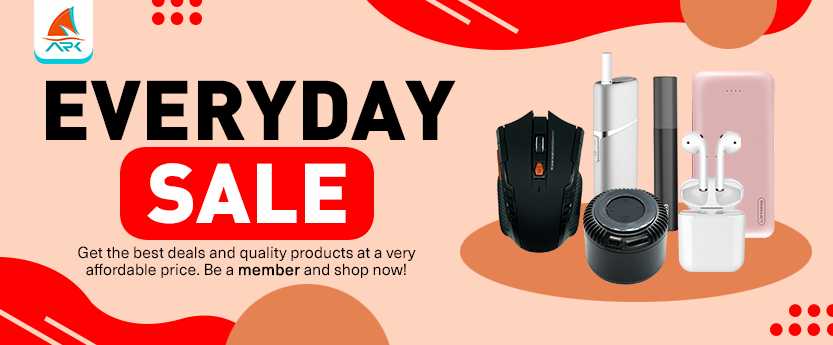 ARK
EVERYDAY
SALE
Get the best deals and quality products at a very
affordable price. Be a member and shop now!